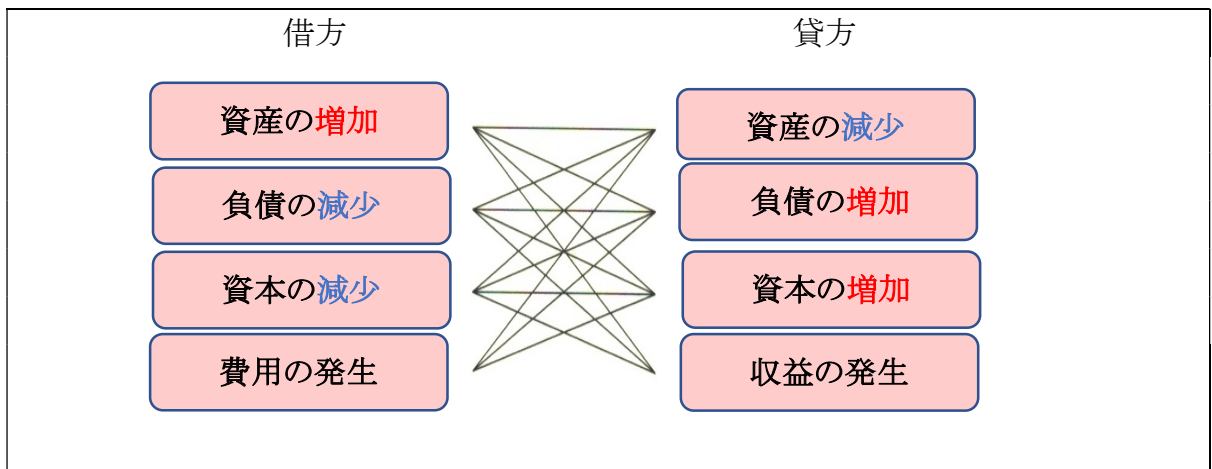 借方 貸方
資産の増加 資産の減少
負債の減少 負債の増加
資本の減少 資本の増加
費用の発生 収益の発生